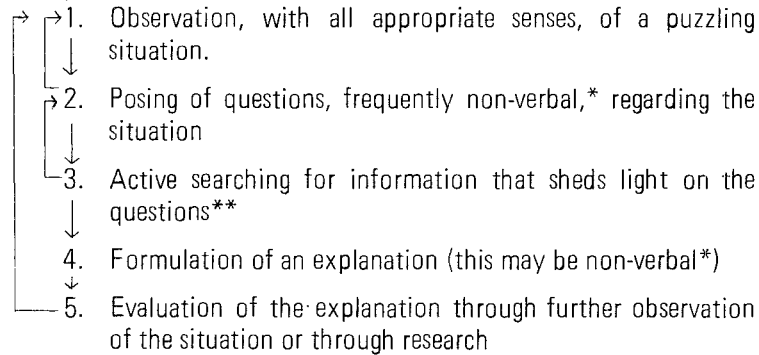 1. Observation, with all appropriate senses, of a puzzling
situation.
2. Posing of questions, frequently non-verbal,* regarding the
situation
3. Active searching for information that sheds light on the
questions**
4. Formulation of an explanation (this may be non-verbal*)
5. Evaluation of the explanation through further observation
of the situation or through research